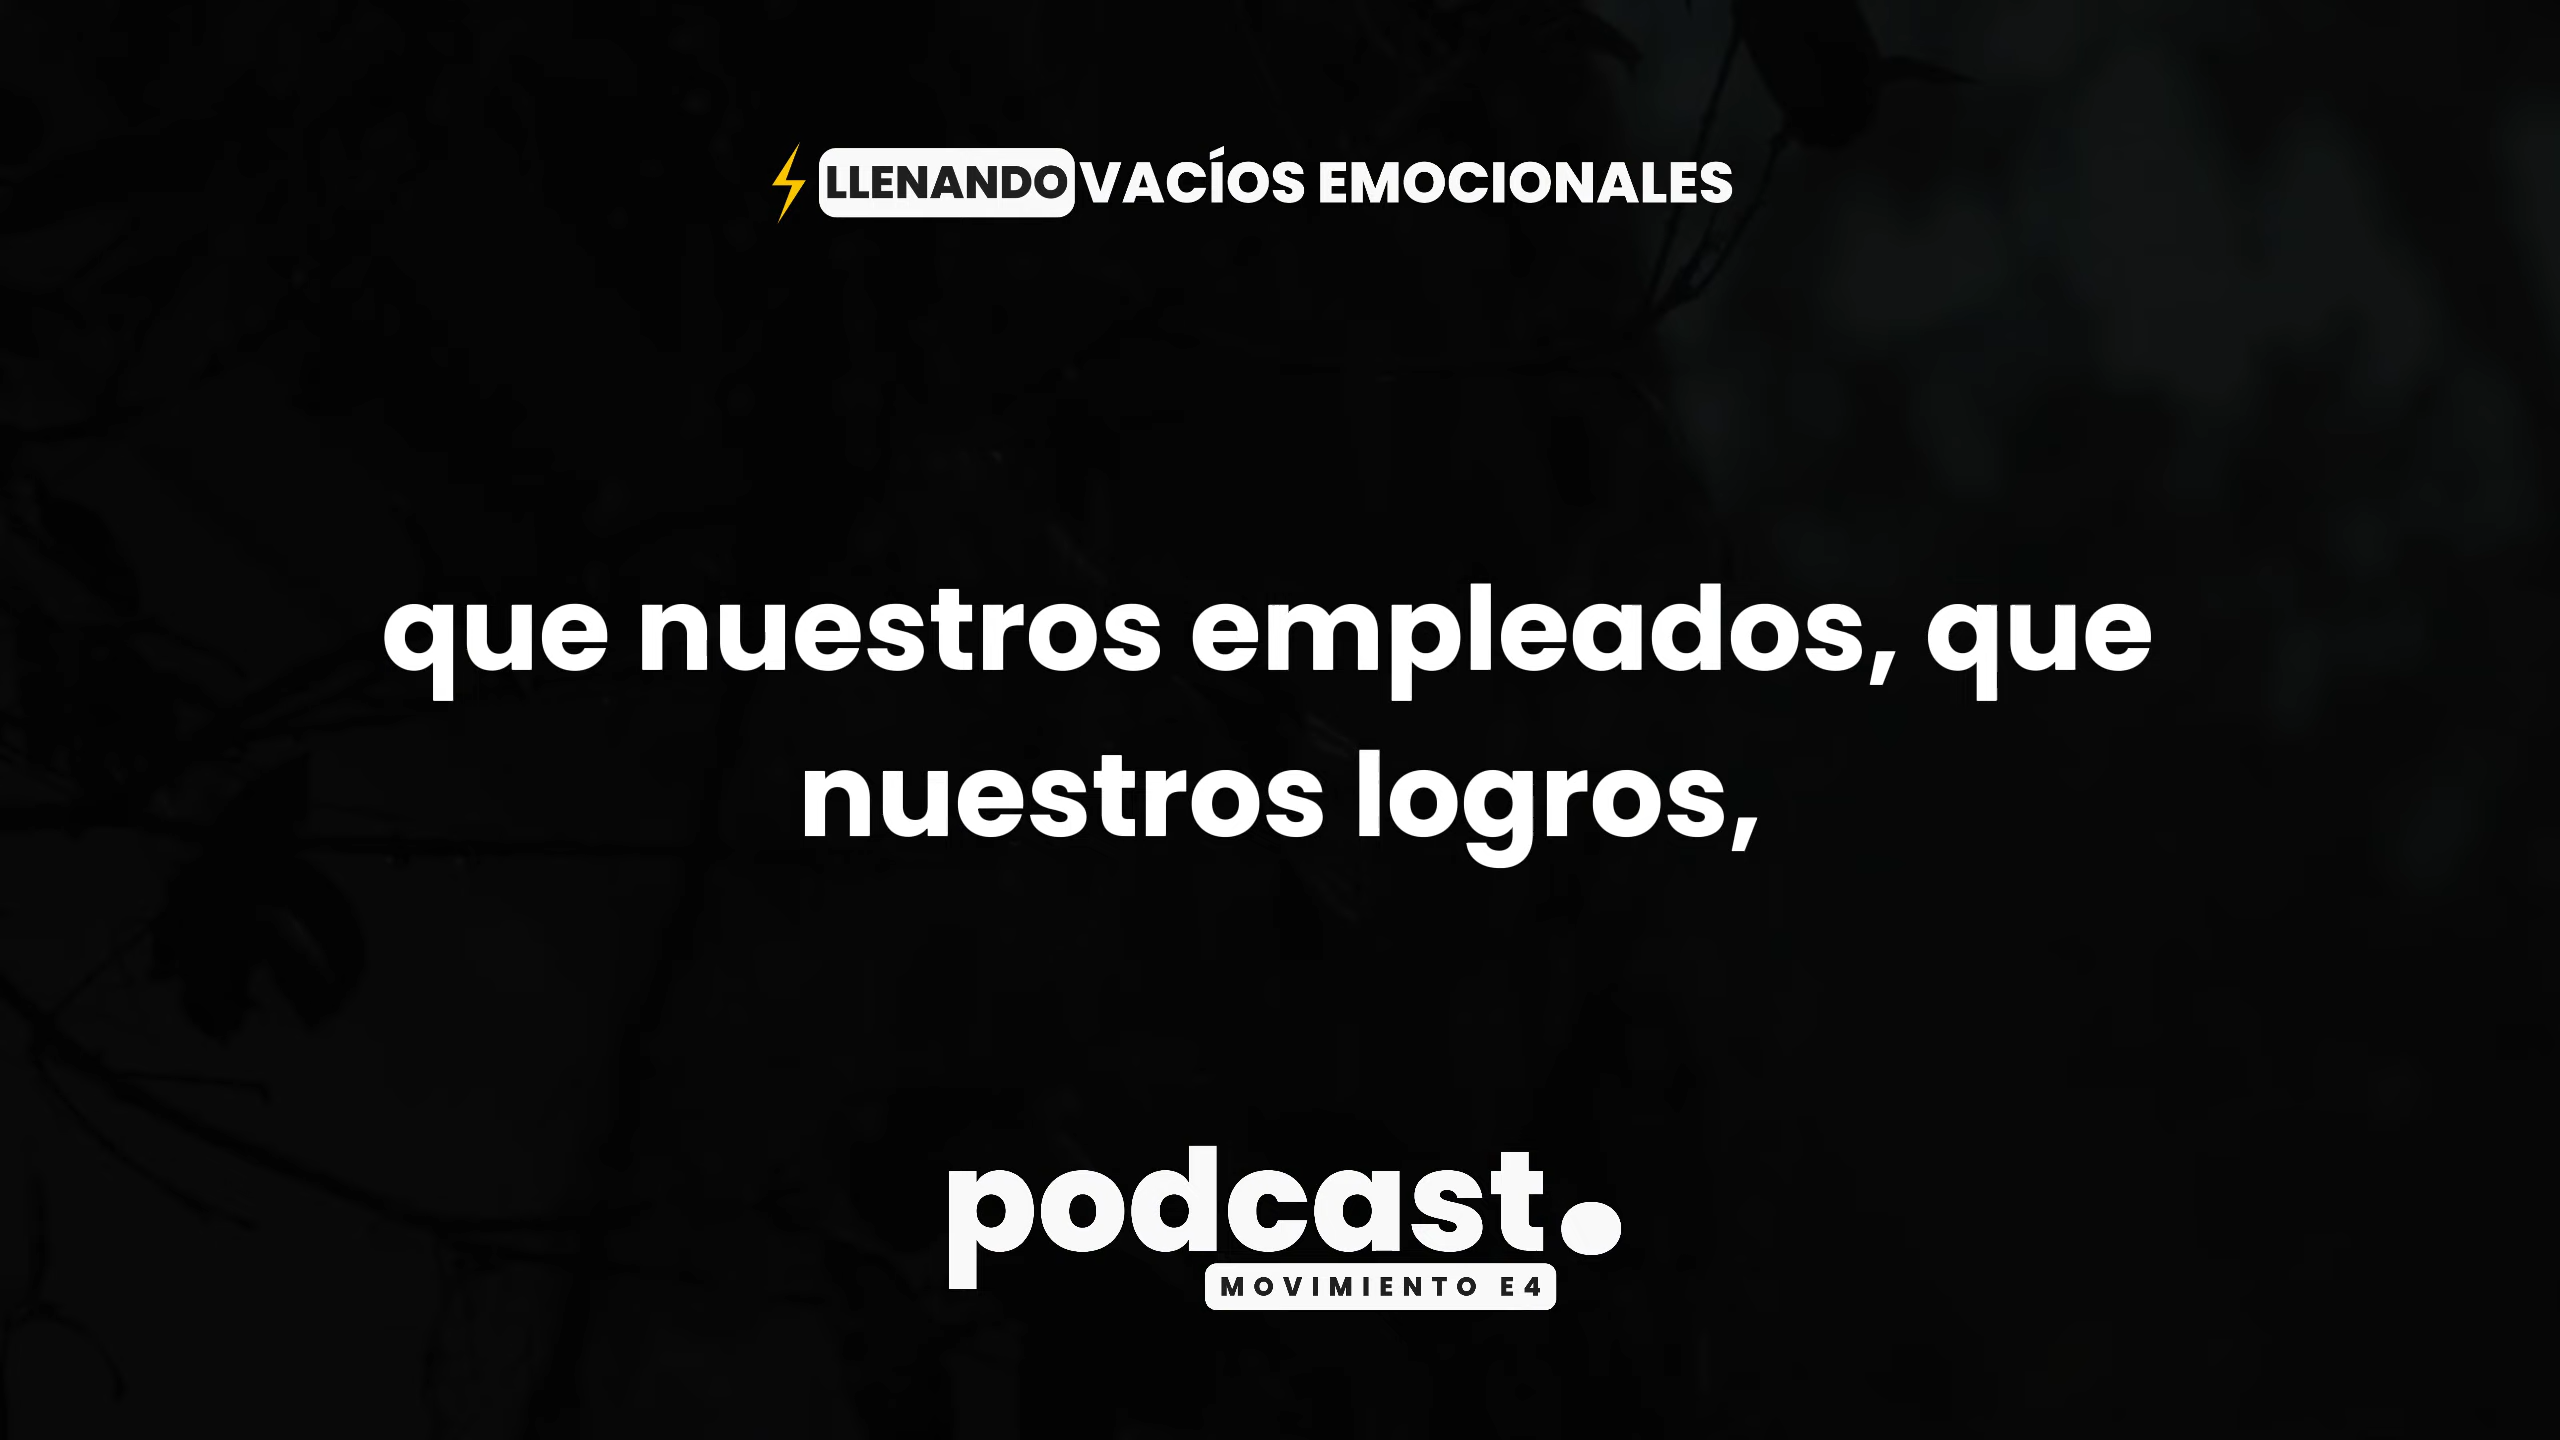 LLENANDO VACÍOS EMOCIONALES
que nuestros empleados, que
nuestros logros,
podcast.
MOVIMIENTO E4